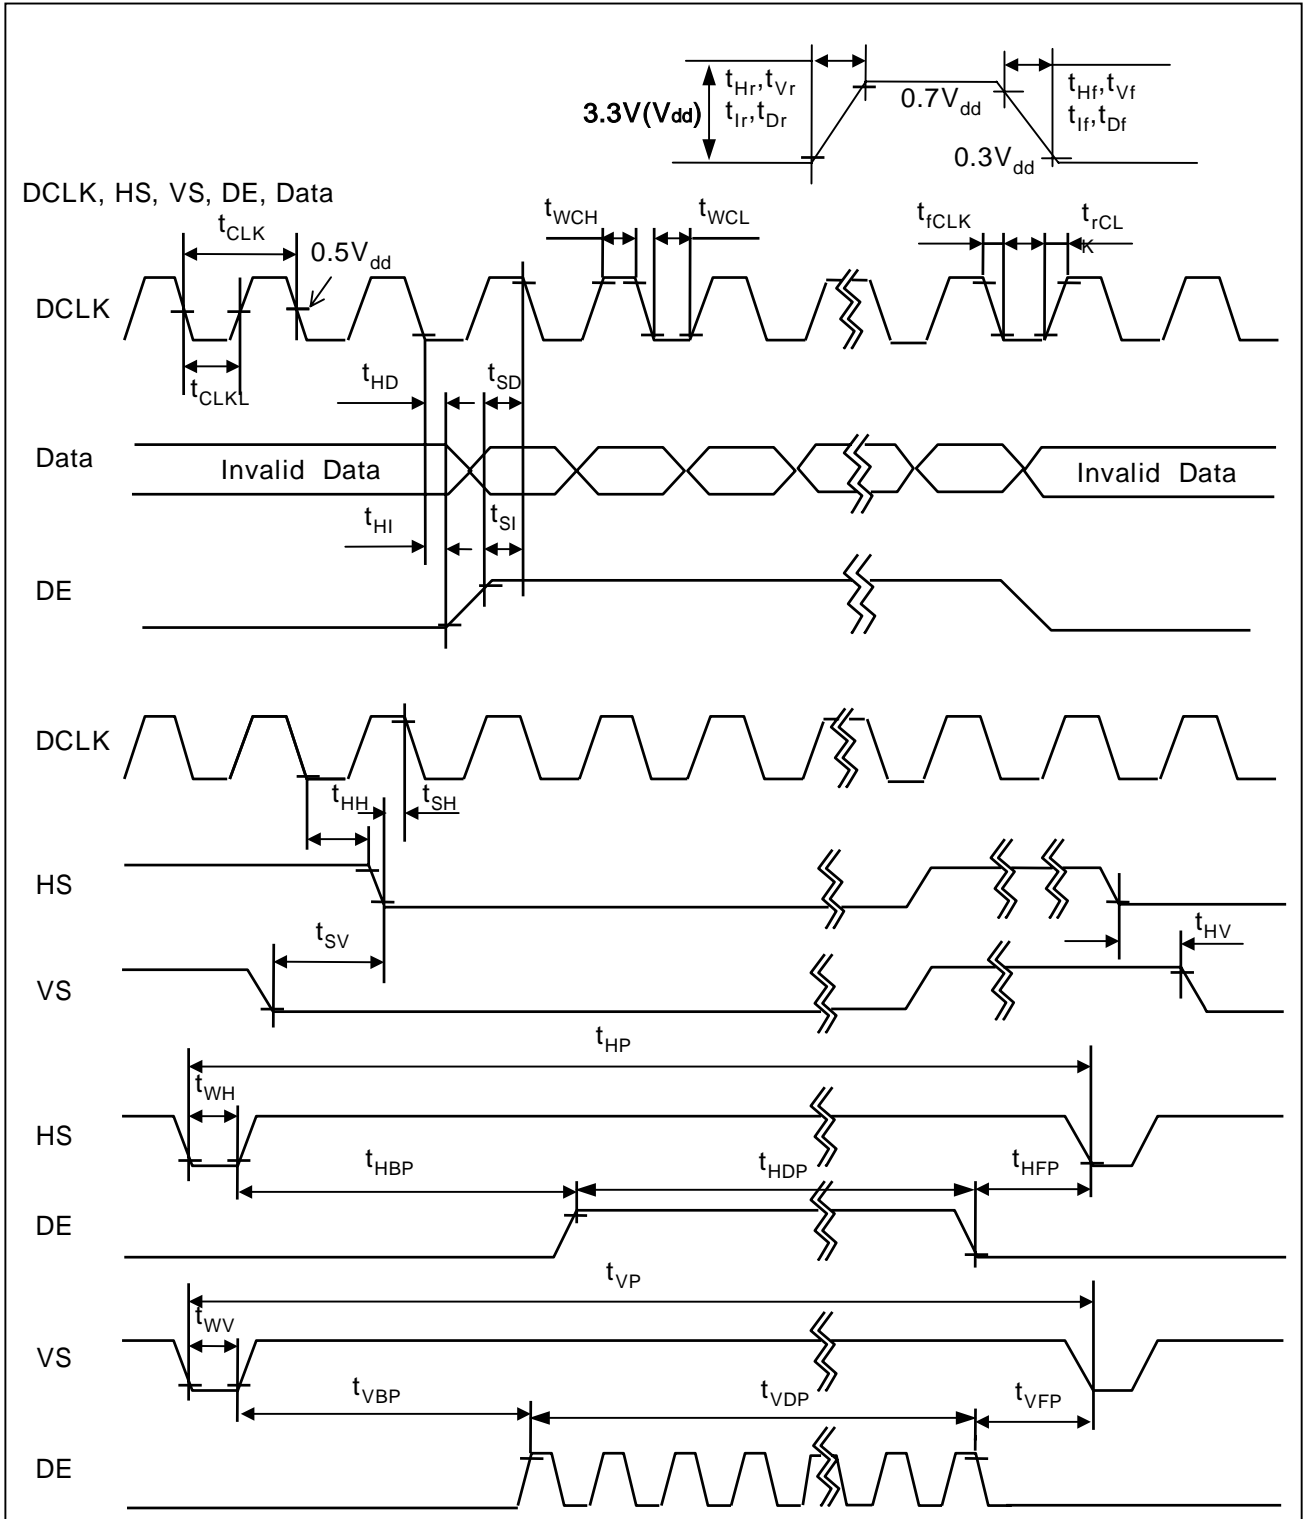 tHr,tVr
tIr,tDr
3.3V(Vdd)
0.7Vdd
0.3Vdd
tHf,tVf
tIf,tDf
DCLK, HS, VS, DE, Data
tCLK
0.5Vdd
tWCH
tWCL
tfCLK
trCL
K
DCLK
tCLKL
tHD
tSD
Data
Invalid Data
Invalid Data
tHI
tSI
DE
DCLK
tHH
tSH
HS
tSV
tHV
VS
tHP
tWH
HS
tHBP
tHDP
tHFP
DE
tVP
tWV
VS
tVBP
tVDP
tVFP
DE